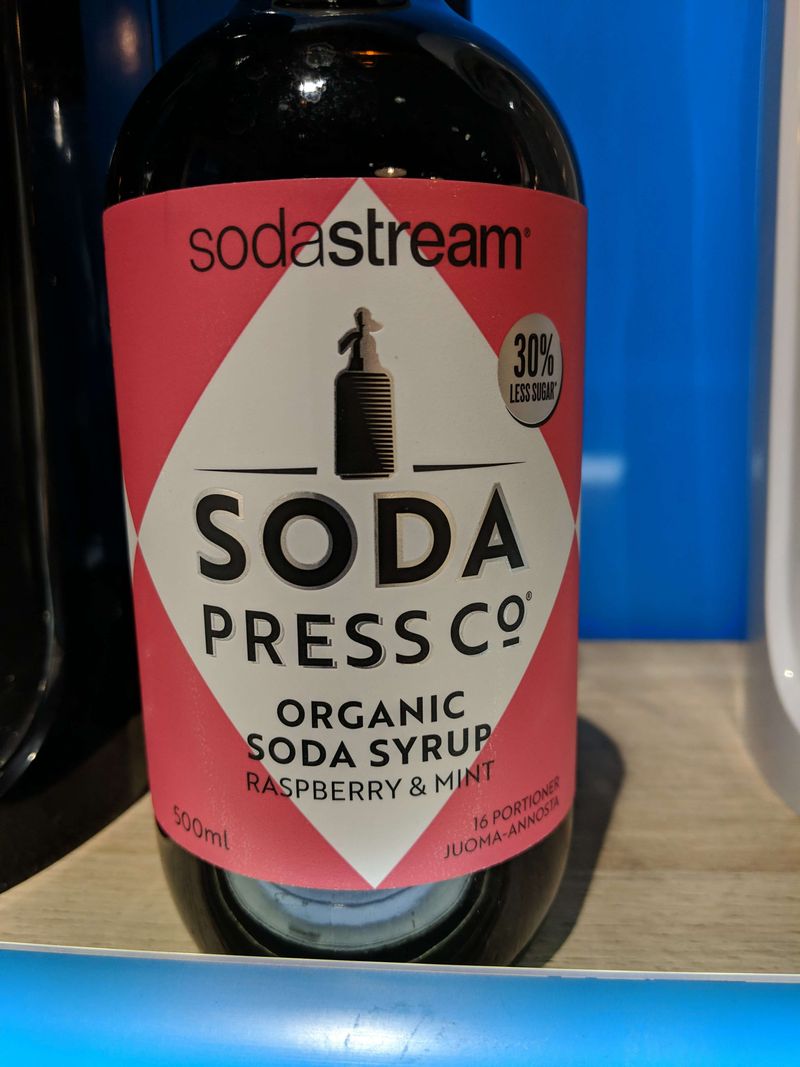 sodastream®
30%
LESS SUGAR*
SODA
PRESS Cº®
ORGANIC
SODA SYRUP
RASPBERRY & MINT
500ml
16 PORTIONER
JUOMA-ANNOSTA